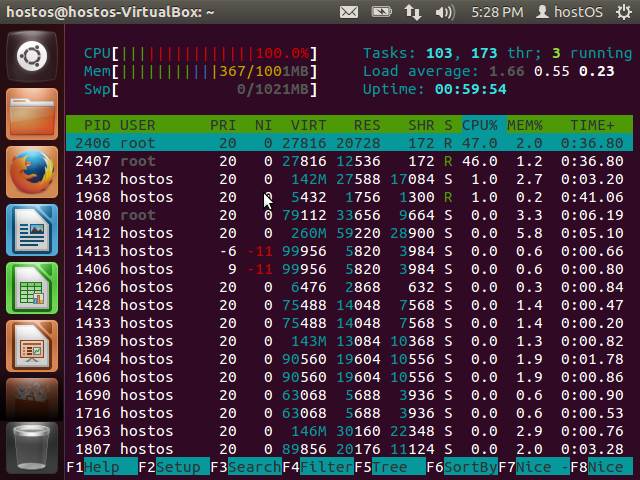 hostos@hostos-VirtualBox: ~ 5:28 PM hostOS
CPU[||||||||||||||||100.0%] Tasks: 103, 173 thr; 3 running
Mem[|||||||||||367/1001MB] Load average: 1.66 0.55 0.23
Swp[ 0/1021MB] Uptime: 00:59:54
PID USER PRI NI VIRT RES SHR S CPU% MEM% TIME+
2406 root 20 0 27816 20728 172 R 47.0 2.0 0:36.80
2407 root 20 0 27816 12536 172 R 46.0 1.2 0:36.80
1432 hostos 20 0 142M 27588 17084 S 1.0 2.7 0:03.20
1968 hostos 20 0 5432 1756 1300 R 1.0 0.2 0:41.06
1080 root 20 0 79112 33656 9664 S 0.0 3.3 0:06.19
1412 hostos 20 0 260M 59220 28900 S 0.0 5.8 0:05.10
1413 hostos -6 -11 99956 5820 3984 S 0.0 0.6 0:00.66
1406 hostos 9 -11 99956 5820 3984 S 0.0 0.6 0:00.80
1266 hostos 20 0 6476 2868 632 S 0.0 0.3 0:00.84
1428 hostos 20 0 75488 14048 7568 S 0.0 1.4 0:00.47
1433 hostos 20 0 75488 14048 7568 S 0.0 1.4 0:00.20
1389 hostos 20 0 143M 13084 10368 S 0.0 1.3 0:00.82
1604 hostos 20 0 90560 19604 10556 S 0.0 1.9 0:01.78
1606 hostos 20 0 90560 19604 10556 S 0.0 1.9 0:00.86
1690 hostos 20 0 63068 5688 3936 S 0.0 0.6 0:00.90
1716 hostos 20 0 63068 5688 3936 S 0.0 0.6 0:00.53
1963 hostos 20 0 146M 30160 22348 S 0.0 2.9 0:00.76
1807 hostos 20 0 89856 20176 11124 S 0.0 2.0 0:03.28
F1Help F2Setup F3SearchF4FilterF5Tree F6SortByF7Nice -F8Nice